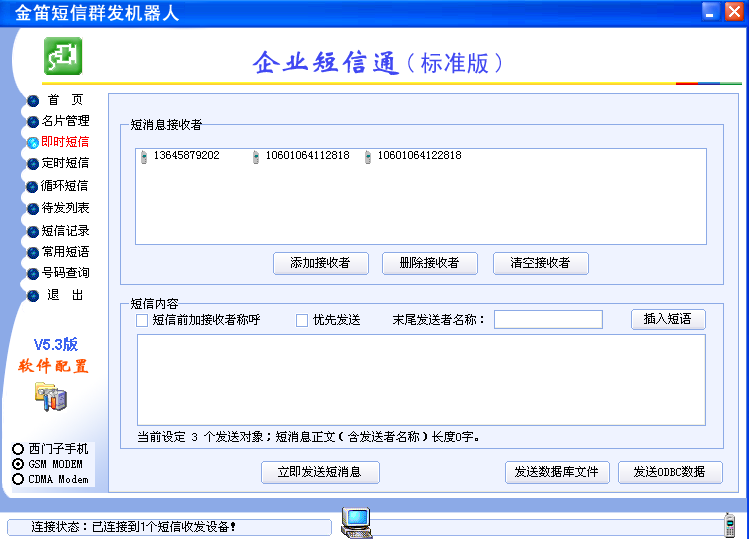 金笛短信群发机器人
企业短信通(标准版)
首 页
名片管理
即时短信
定时短信
循环短信
待发列表
短信记录
常用短语
号码查询
退 出
V5.3版
软件配置
西门子手机
GSM MODEM
CDMA Modem
短消息接收者
13645879202 10601064112818 10601064122818
添加接收者 删除接收者 清空接收者
短信内容
短信前加接收者称呼 优先发送 末尾发送者名称： 插入短语
当前设定 3 个发送对象；短消息正文(含发送者名称)长度0字。
立即发送短消息 发送数据库文件 发送ODBC数据
连接状态：已连接到1个短信收发设备!